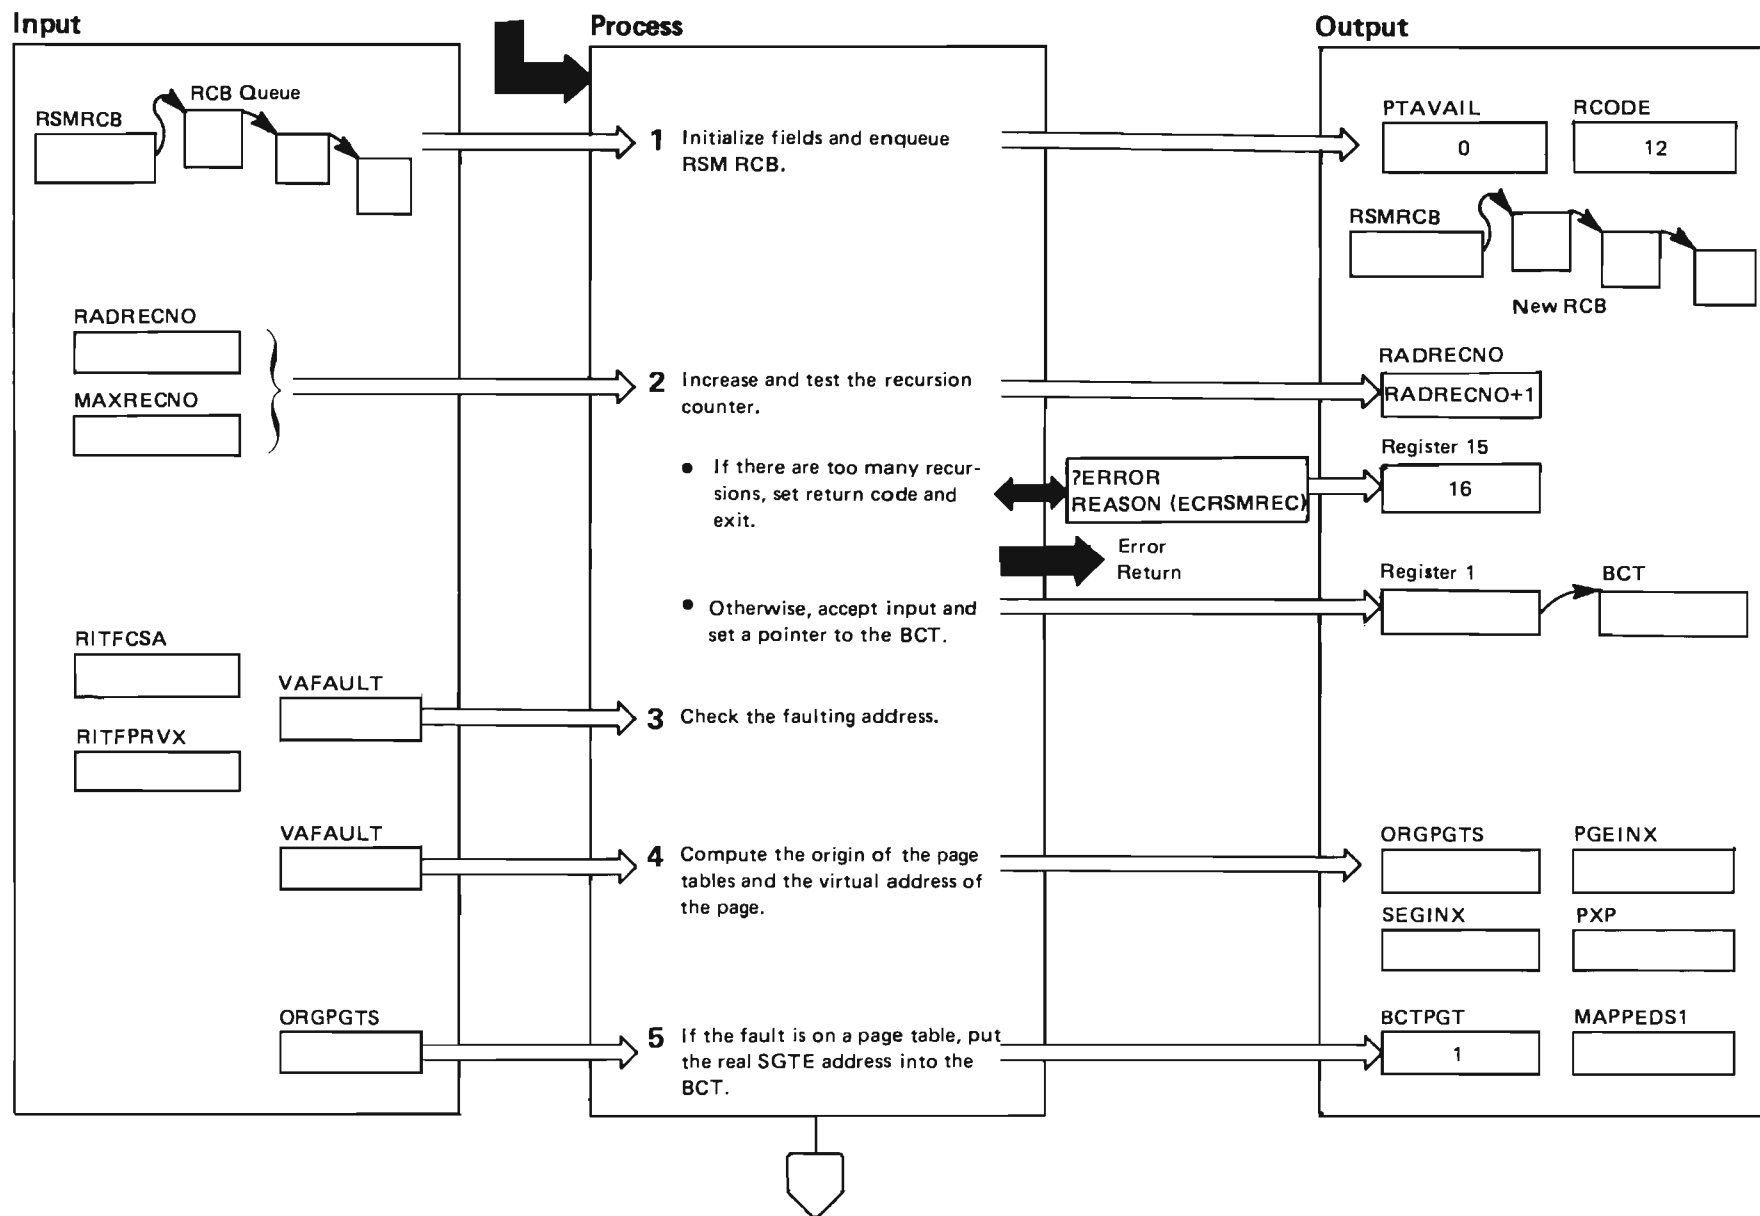 Input
Process
Output
RCB Queue
RSMRCB
1 Initialize fields and enqueue
RSM RCB.
PTAVAIL
RCODE
0
12
RSMRCB
New RCB
RADRECNO
MAXRECNO
2 Increase and test the recursion
counter.
RADRECNO
RADRECNO+1
• If there are too many recur-
sions, set return code and
exit.
?ERROR
REASON (ECRSMREC)
Register 15
16
Error
Return
• Otherwise, accept input and
set a pointer to the BCT.
Register 1
BCT
RITFCSA
VAFAULT
RITFPRVX
3 Check the faulting address.
VAFAULT
4 Compute the origin of the page
tables and the virtual address of
the page.
ORGPGTS
PGEINX
SEGINX
PXP
ORGPGTS
5 If the fault is on a page table, put
the real SGTE address into the
BCT.
BCTPGT
MAPPEDS1
1